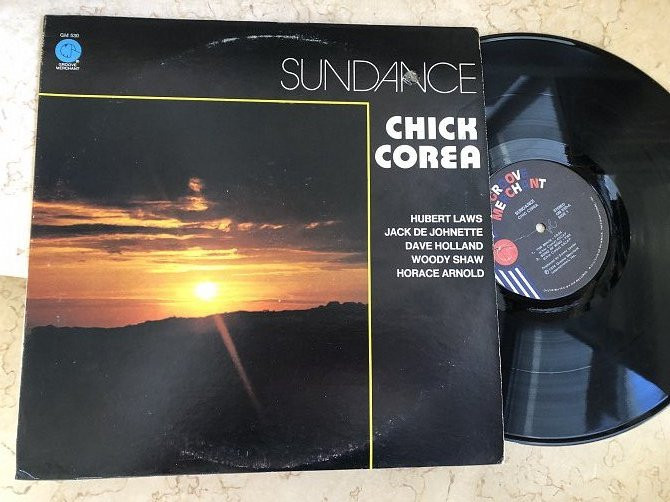 GM 530
GROOVE
MERCHANT
SUNDANCE
CHICK
COREA
HUBERT LAWS
JACK DE JOHNETTE
DAVE HOLLAND
WOODY SHAW
HORACE ARNOLD
GROOVE
MERCHANT
SUNDANCE
CHICK COREA
STEREO